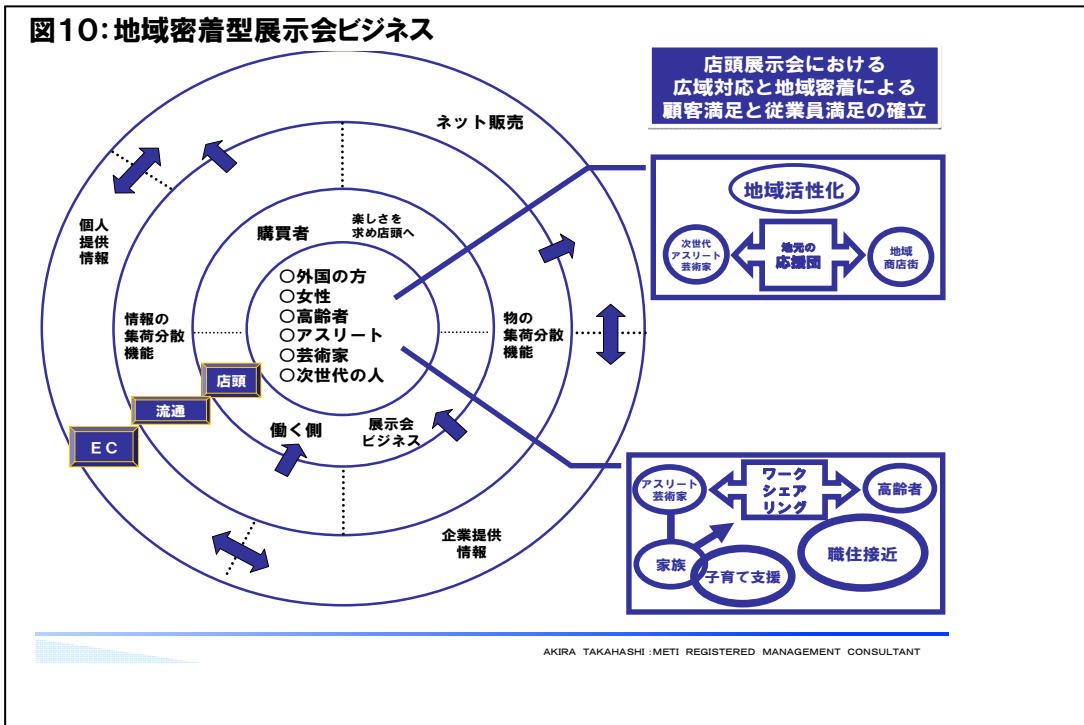 図10:地域密着型展示会ビジネス
店頭展示会における
広域対応と地域密着による
顧客満足と従業員満足の確立
ネット販売
個人
提供
情報
購買者
楽しさを
求め店頭へ
○外国の方
○女性
○高齢者
○アスリート
○芸術家
○次世代の人
情報の
集荷分散
機能
物の
集荷分散
機能
店頭
流通
EC
働く側
展示会
ビジネス
企業提供
情報
地域活性化
次世代
アスリート
芸術家
地元の
応援団
地域
商店街
アスリート
芸術家
ワーク
シェア
リング
高齢者
家族
子育て支援
職住接近
AKIRA TAKAHASHI :METI REGISTERED MANAGEMENT CONSULTANT